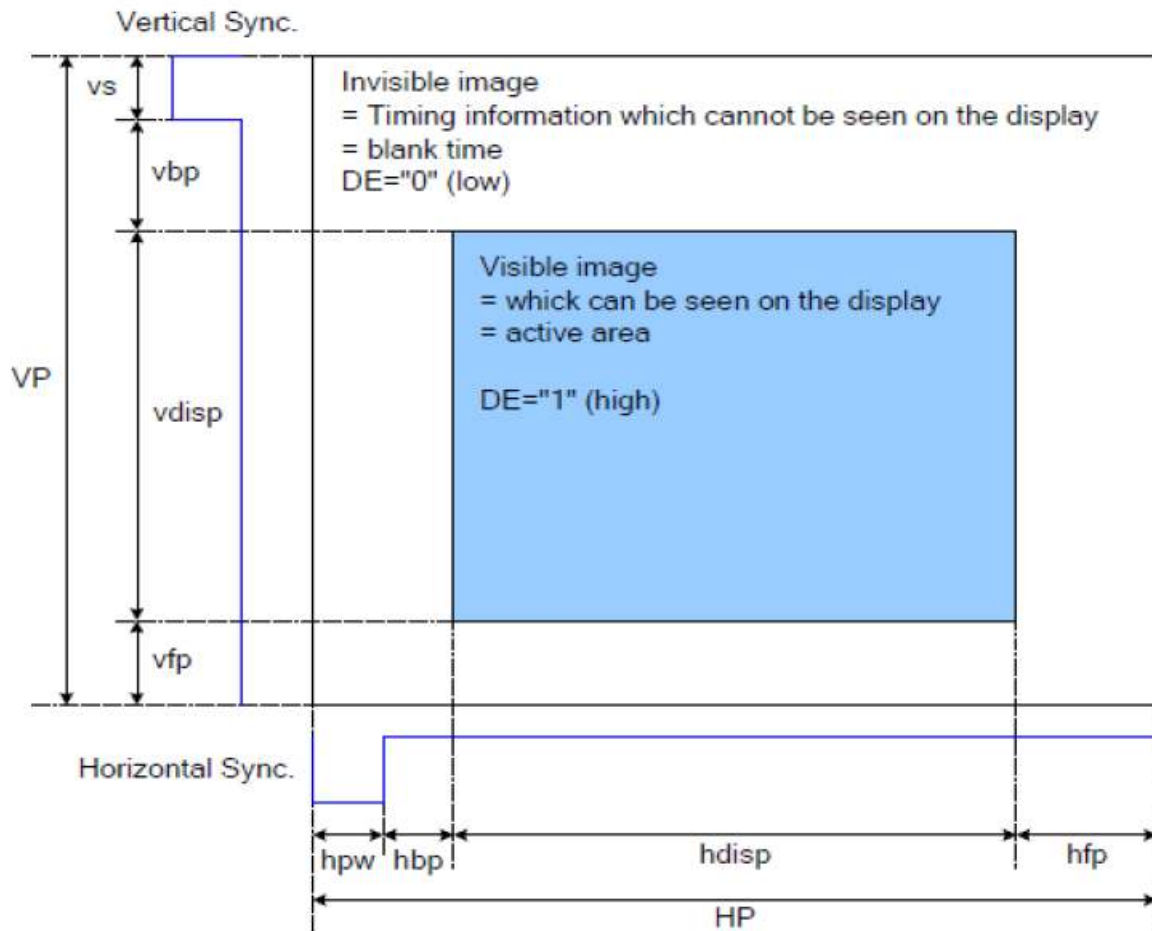 Vertical Sync.
vs
Invisible image
= Timing information which cannot be seen on the display
= blank time
DE="0" (low)
vbp
Visible image
= whick can be seen on the display
= active area
DE="1" (high)
VP
vdisp
vfp
Horizontal Sync.
hpw
hbp
hdisp
hfp
HP